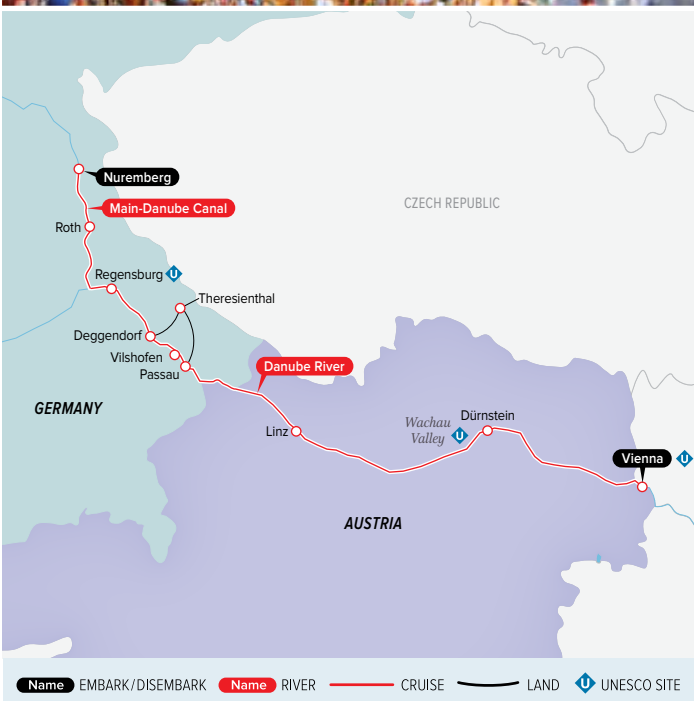 CZECH REPUBLIC
Nuremberg
Main-Danube Canal
Roth
Regensburg U
Theresienthal
Deggendorf
Vilshofen
Passau
Danube River
GERMANY
Linz
Wachau
Valley U
Dürnstein
Vienna U
AUSTRIA
Name EMBARK/DISEMBARK Name RIVER CRUISE LAND U UNESCO SITE